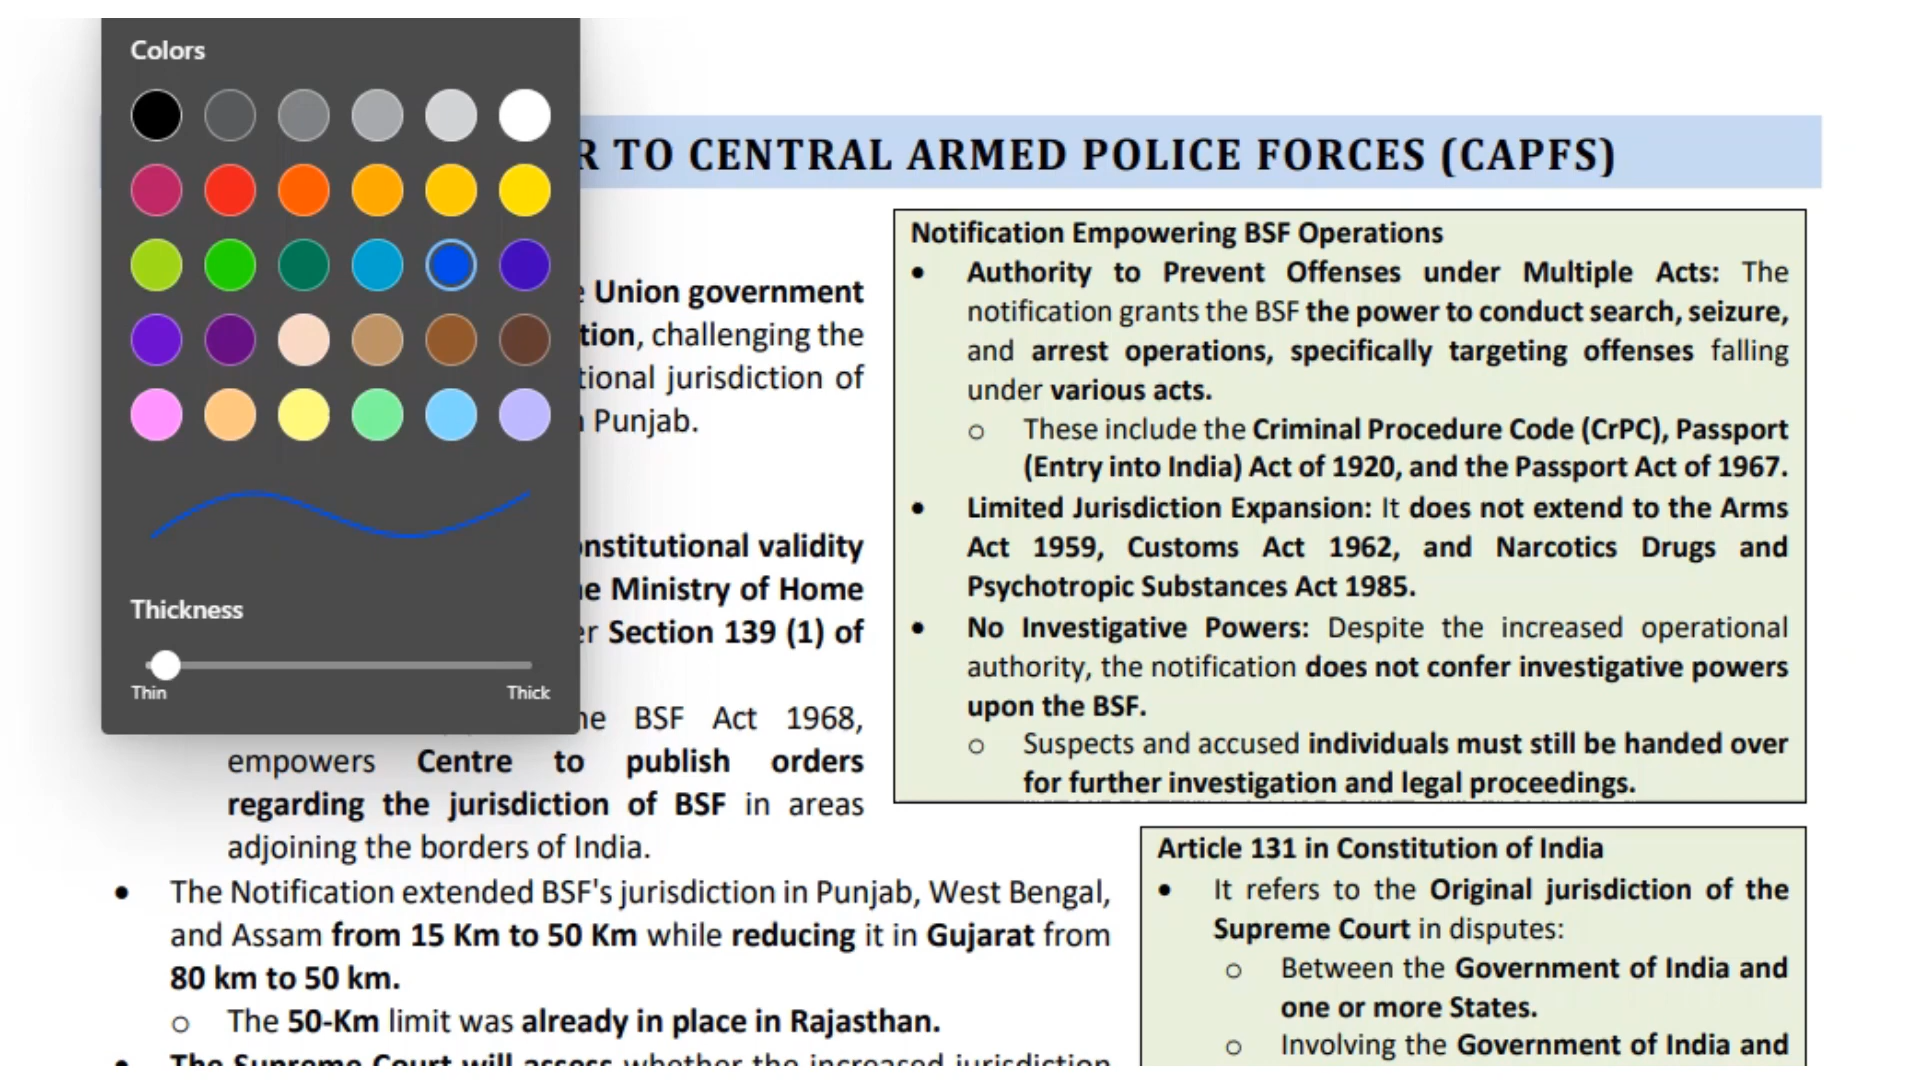 Colors
Thickness
Thin Thick
TO CENTRAL ARMED POLICE FORCES (CAPFS)
Union government
, challenging the
jurisdiction of
Punjab.
validity
Ministry of Home
Section 139 (1) of
BSF Act 1968,
empowers Centre to publish orders
regarding the jurisdiction of BSF in areas
adjoining the borders of India.
• The Notification extended BSF's jurisdiction in Punjab, West Bengal,
and Assam from 15 Km to 50 Km while reducing it in Gujarat from
80 km to 50 km.
o The 50-Km limit was already in place in Rajasthan.
• The Supreme Court will assess whether the increased jurisdiction
Notification Empowering BSF Operations
• Authority to Prevent Offenses under Multiple Acts: The
notification grants the BSF the power to conduct search, seizure,
and arrest operations, specifically targeting offenses falling
under various acts.
o These include the Criminal Procedure Code (CrPC), Passport
(Entry into India) Act of 1920, and the Passport Act of 1967.
• Limited Jurisdiction Expansion: It does not extend to the Arms
Act 1959, Customs Act 1962, and Narcotics Drugs and
Psychotropic Substances Act 1985.
• No Investigative Powers: Despite the increased operational
authority, the notification does not confer investigative powers
upon the BSF.
o Suspects and accused individuals must still be handed over
for further investigation and legal proceedings.
Article 131 in Constitution of India
• It refers to the Original jurisdiction of the
Supreme Court in disputes:
o Between the Government of India and
one or more States.
o Involving the Government of India and